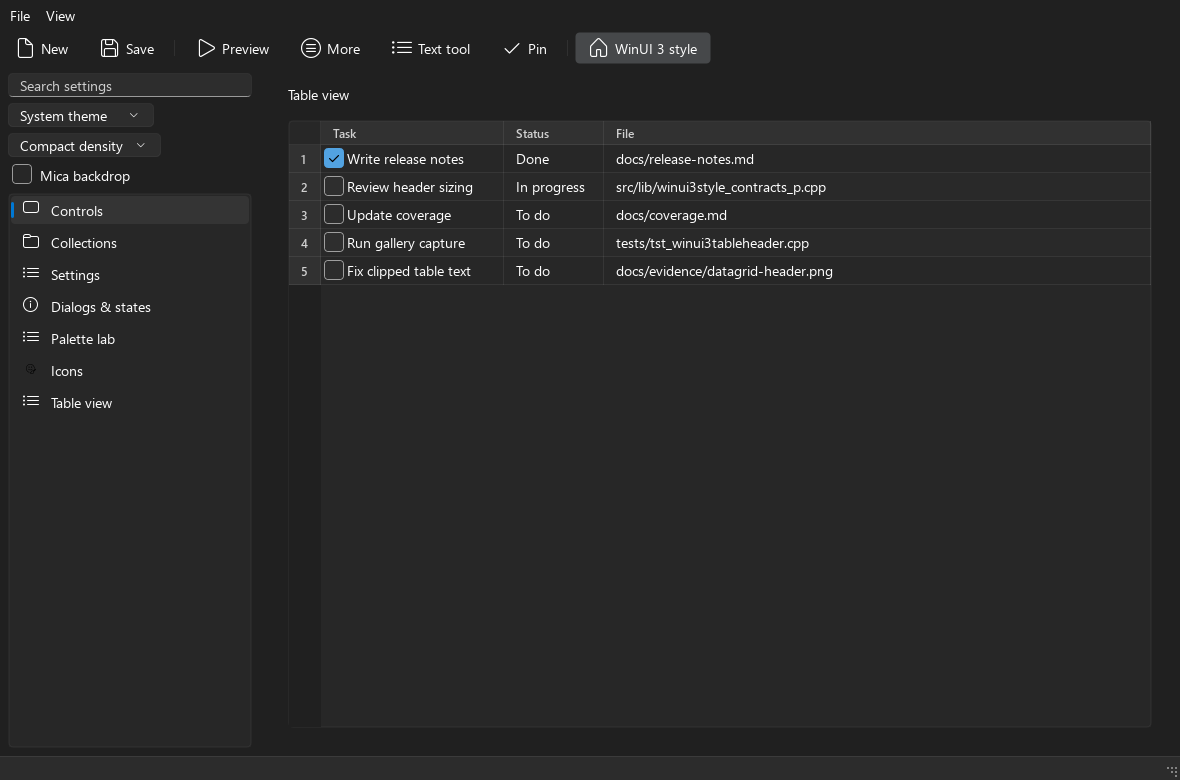 File View
New Save Preview More Text tool Pin WinUI 3 style
Search settings
System theme
Compact density
Mica backdrop
Controls
Collections
Settings
Dialogs & states
Palette lab
Icons
Table view
Table view
Task Status File
1 Write release notes Done docs/release-notes.md
2 Review header sizing In progress src/lib/winui3style_contracts_p.cpp
3 Update coverage To do docs/coverage.md
4 Run gallery capture To do tests/tst_winui3tableheader.cpp
5 Fix clipped table text To do docs/evidence/datagrid-header.png